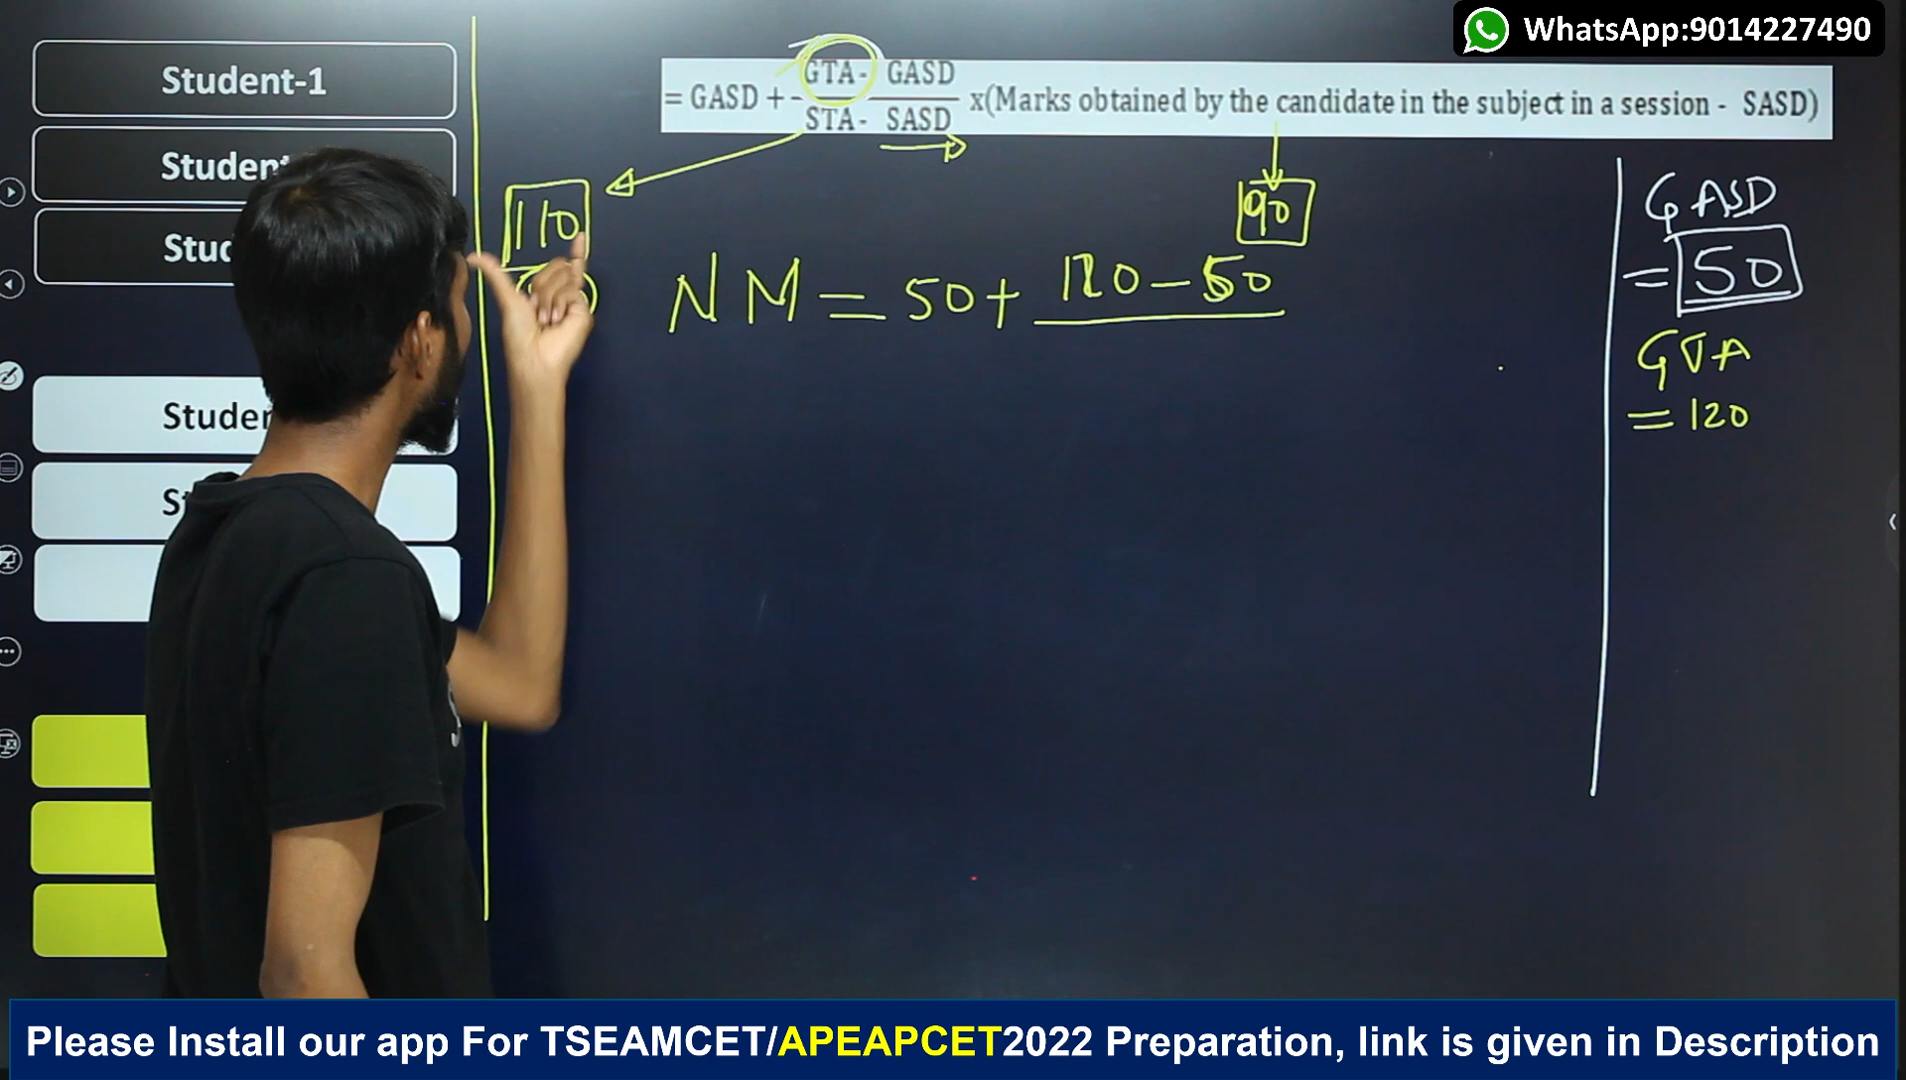 WhatsApp:9014227490
Student-1
Student
Stud
Studen
S
= GASD + GTA- GASD
STA- SASD
x(Marks obtained by the candidate in the subject in a session - SASD)
110
90
NM = 50 + 120 - 50
GASD
= 50
GTA
= 120
Please Install our app For TSEAMCET/APEAPCET2022 Preparation, link is given in Description